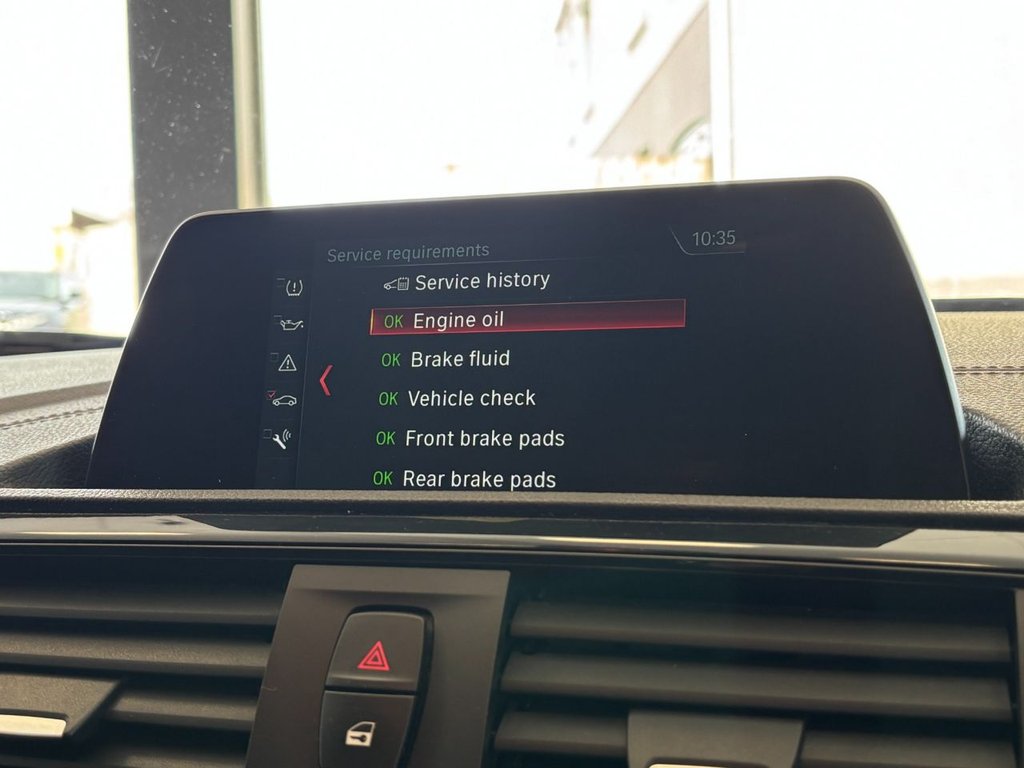 Service requirements
10:35
Service history
OK Engine oil
OK Brake fluid
OK Vehicle check
OK Front brake pads
OK Rear brake pads